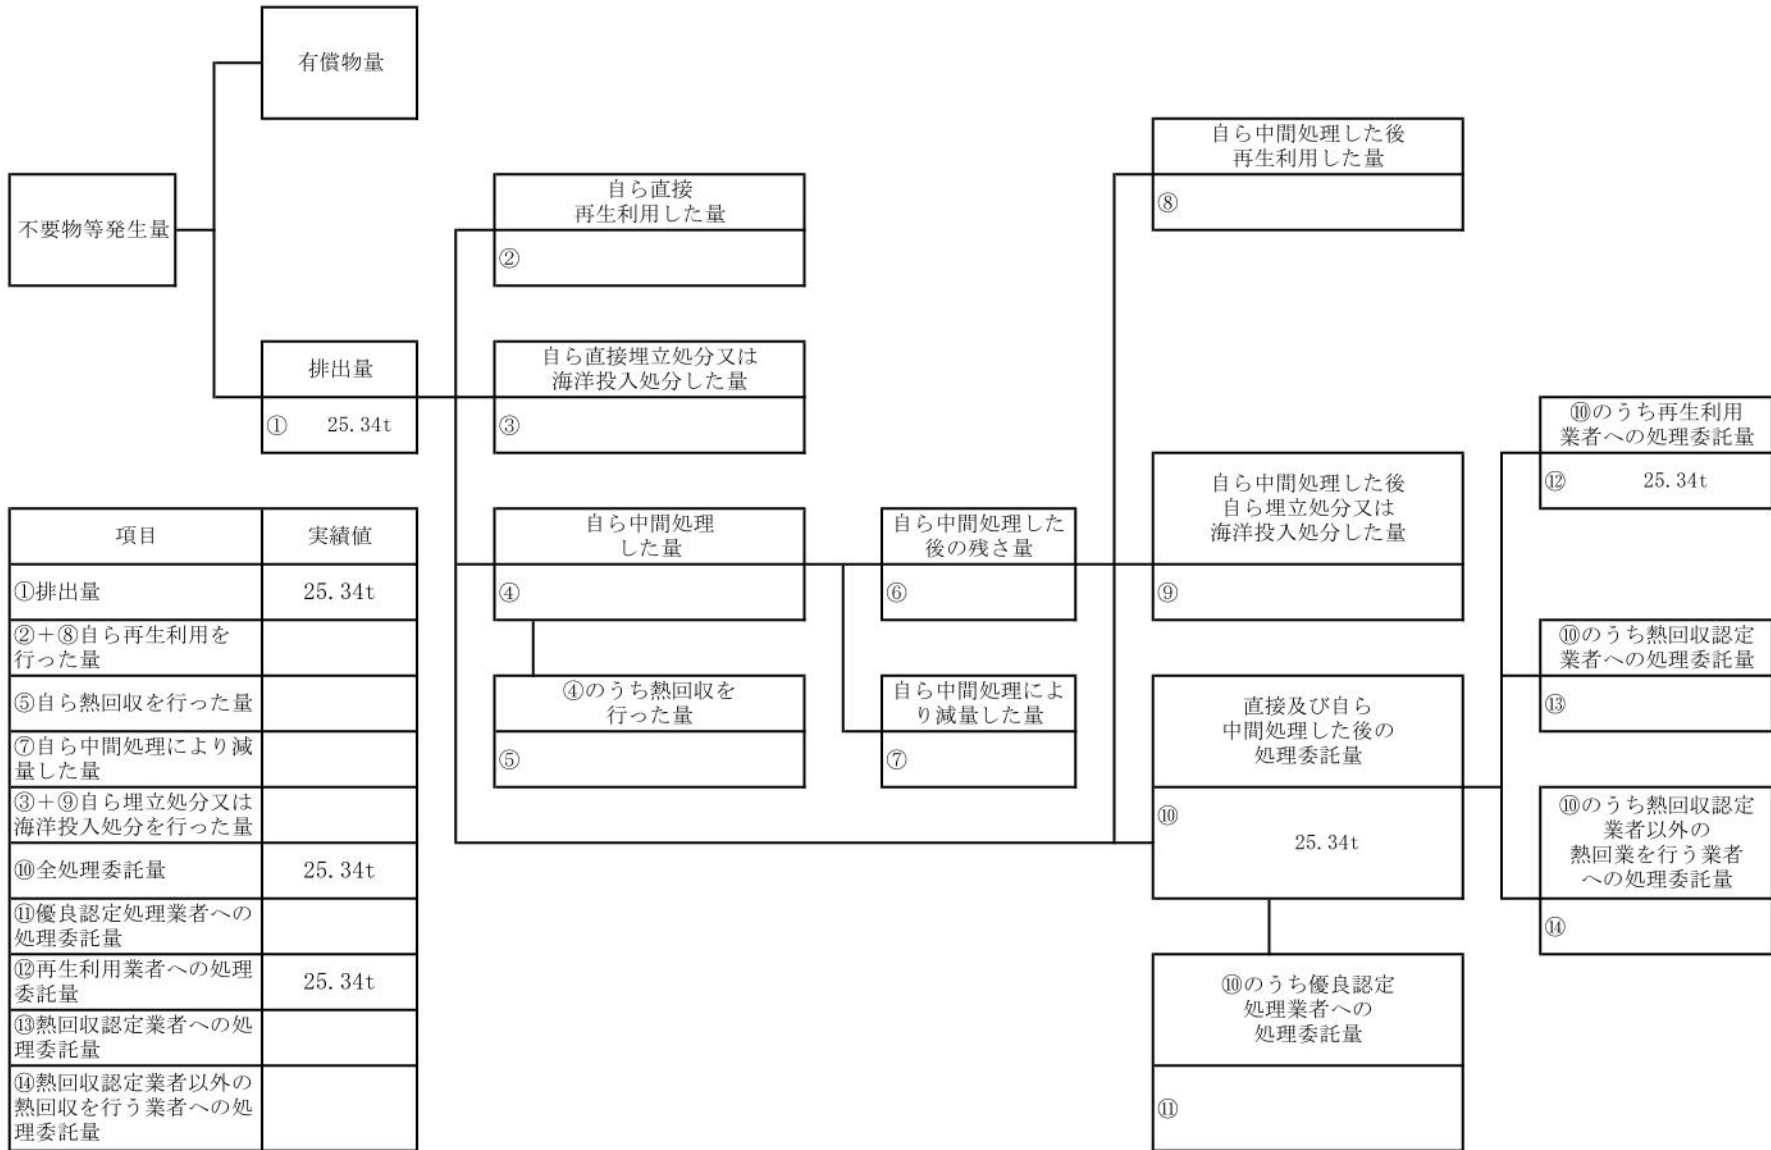 有償物量
不要物等発生量
排出量
① 25.34t
自ら直接
再生利用した量
②
自ら直接埋立処分又は
海洋投入処分した量
③
自ら中間処理
した量
④
④のうち熱回収を
行った量
⑤
自ら中間処理した
後の残さ量
⑥
自ら中間処理によ
り減量した量
⑦
自ら中間処理した後
再生利用した量
⑧
自ら中間処理した後
自ら埋立処分又は
海洋投入処分した量
⑨
直接及び自ら
中間処理した後の
処理委託量
⑩
25.34t
⑩のうち優良認定
処理業者への
処理委託量
⑪
⑩のうち再生利用
業者への処理委託量
⑫ 25.34t
⑩のうち熱回収認定
業者への処理委託量
⑬
⑩のうち熱回収認定
業者以外の
熱回業を行う業者
への処理委託量
⑭
項目 実績値
①排出量 25.34t
②+⑧自ら再生利用を
行った量
⑤自ら熱回収を行った量
⑦自ら中間処理により減
量した量
③+⑨自ら埋立処分又は
海洋投入処分を行った量
⑩全処理委託量 25.34t
⑪優良認定処理業者への
処理委託量
⑫再生利用業者への処理
委託量 25.34t
⑬熱回収認定業者への処
理委託量
⑭熱回収認定業者以外の
熱回収を行う業者への処
理委託量